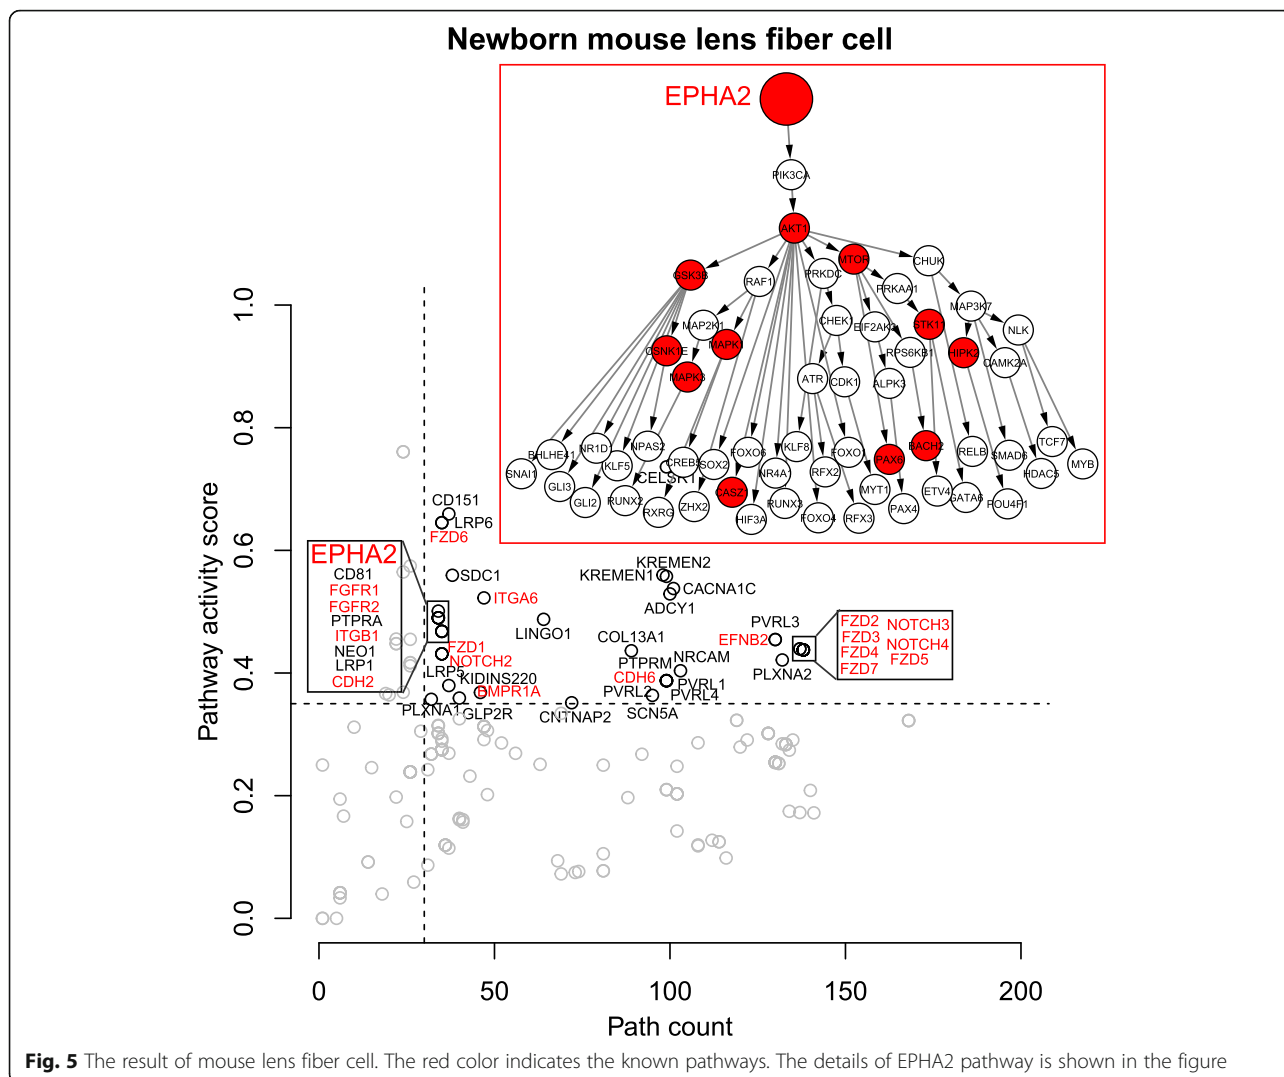 Newborn mouse lens fiber cell
EPHA2
PIK3CA
AKT1
GSK3B
RAF1
PRKDC
MTOR
CHUK
PRKAA1
MAP3K7
MAP2K1
CHEK1
STK11
NLK
CSNK1E
RPS6KB1
HIPK2
CAMK2A
MAPK3
ATR
CDK1
ALPK3
BHLHE41
NPAS2
FOXO6
KLF8
BACH2
RELB
SMAD6
TCF7
MYB
SNAI1
KLF5
SOX2
NR4A1
RFX2
PAX6
HDAC5
CELSR1
GLI3
GLI2
RUNX2
RXRG
ZHX2
CASZ1
HIF3A
RUNX3
FOXO4
MYT1
RFX3
PAX4
ETV4
GATA6
POU4F1
CD151
LRP6
FZD6
EPHA2
CD81
FGFR1
FGFR2
PTPRA
ITGB1
NEO1
LRP1
CDH2
SDC1
ITGA6
LINGO1
KREMEN2
KREMEN1
CACNA1C
ADCY1
COL13A1
PTPRM
NRCAM
CDH6
PVRL1
PVRL2
PVRL4
SCN5A
PVRL3
EFNB2
PLXNA2
FZD2
NOTCH3
FZD3
FZD4
NOTCH4
FZD5
FZD7
FZD1
NOTCH2
LRP5
KIDINS220
BMPR1A
PLXNA1
GLP2R
CNTNAP2
1.0
0.8
0.6
0.4
0.2
0.0
Pathway activity score
0
50
100
150
200
Path count
Fig. 5 The result of mouse lens fiber cell. The red color indicates the known pathways. The details of EPHA2 pathway is shown in the figure